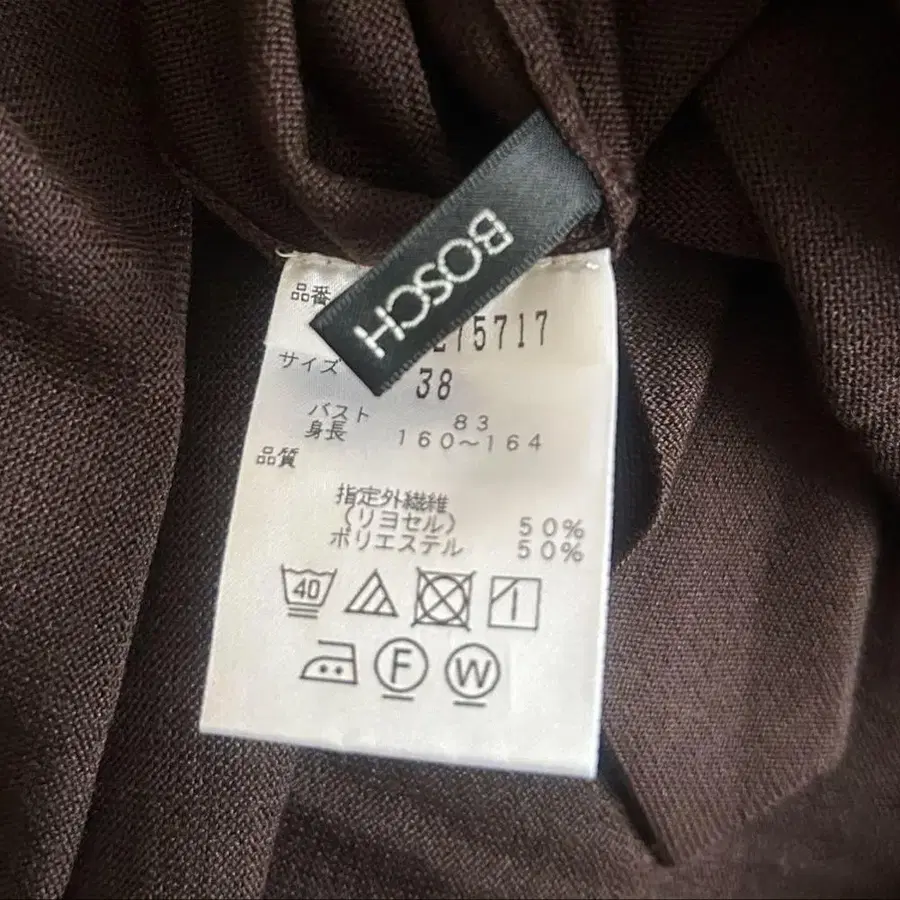 BOSCH
品番
75717
サイズ 38
バスト 83
身長 160〜164
品質
指定外繊維
(リヨセル) 50%
ポリエステル 50%
40
F W